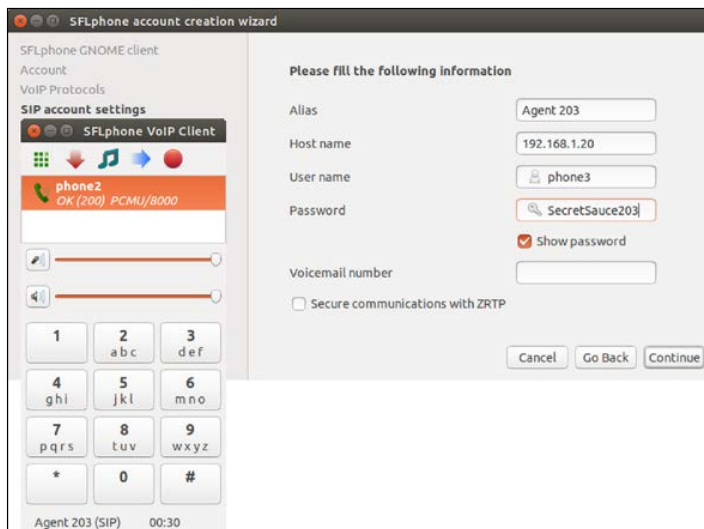 SFLphone account creation wizard
SFLphone GNOME client
Account
VoIP Protocols
SIP account settings
Please fill the following information
Alias
Agent 203
Host name
192.168.1.20
User name
phone3
Password
SecretSauce203
Show password
Voicemail number
Secure communications with ZRTP
Cancel
Go Back
Continue
SFLphone VoIP Client
phone2
OK (200) PCMU/8000
1
2
abc
3
def
4
ghi
5
jkl
6
mno
7
pqrs
8
tuv
9
wxyz
*
0
#
Agent 203 (SIP) 00:30